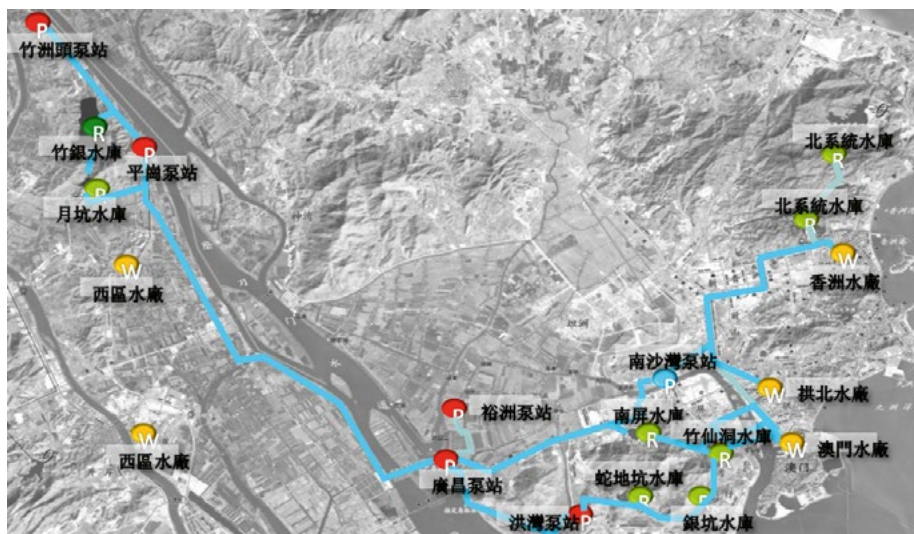 P
竹洲頭泵站
R
竹銀水庫
P
平崗泵站
R
月坑水庫
W
西區水廠
W
西區水廠
北系統水庫
R
北系統水庫
R
W
香洲水廠
南沙灣泵站
P
W
拱北水廠
P
裕洲泵站
南屏水庫
R
竹仙洞水庫
R
W
澳門水廠
澳門
P
廣昌泵站
蛇地坑水庫
R
R
銀坑水庫
洪灣泵站
P